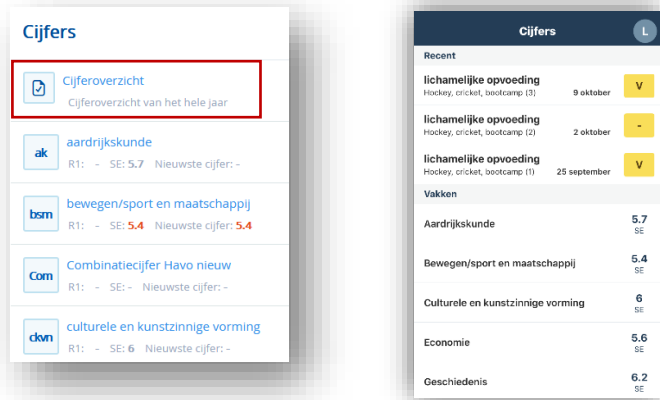 Cijfers
Cijferoverzicht
Cijferoverzicht van het hele jaar
ak
aardrijkskunde
R1: - SE: 5.7 Nieuwste cijfer: -
bsm
bewegen/sport en maatschappij
R1: - SE: 5.4 Nieuwste cijfer: 5.4
Com
Combinatiecijfer Havo nieuw
R1: - SE: - Nieuwste cijfer: -
ckvn
culturele en kunstzinnige vorming
R1: - SE: 6 Nieuwste cijfer: -
Cijfers
L
Recent
lichamelijke opvoeding
Hockey, cricket, bootcamp (3) 9 oktober V
lichamelijke opvoeding
Hockey, cricket, bootcamp (2) 2 oktober -
lichamelijke opvoeding
Hockey, cricket, bootcamp (1) 25 september V
Vakken
Aardrijkskunde 5.7
SE
Bewegen/sport en maatschappij 5.4
SE
Culturele en kunstzinnige vorming 6
SE
Economie 5.6
SE
Geschiedenis 6.2
SE